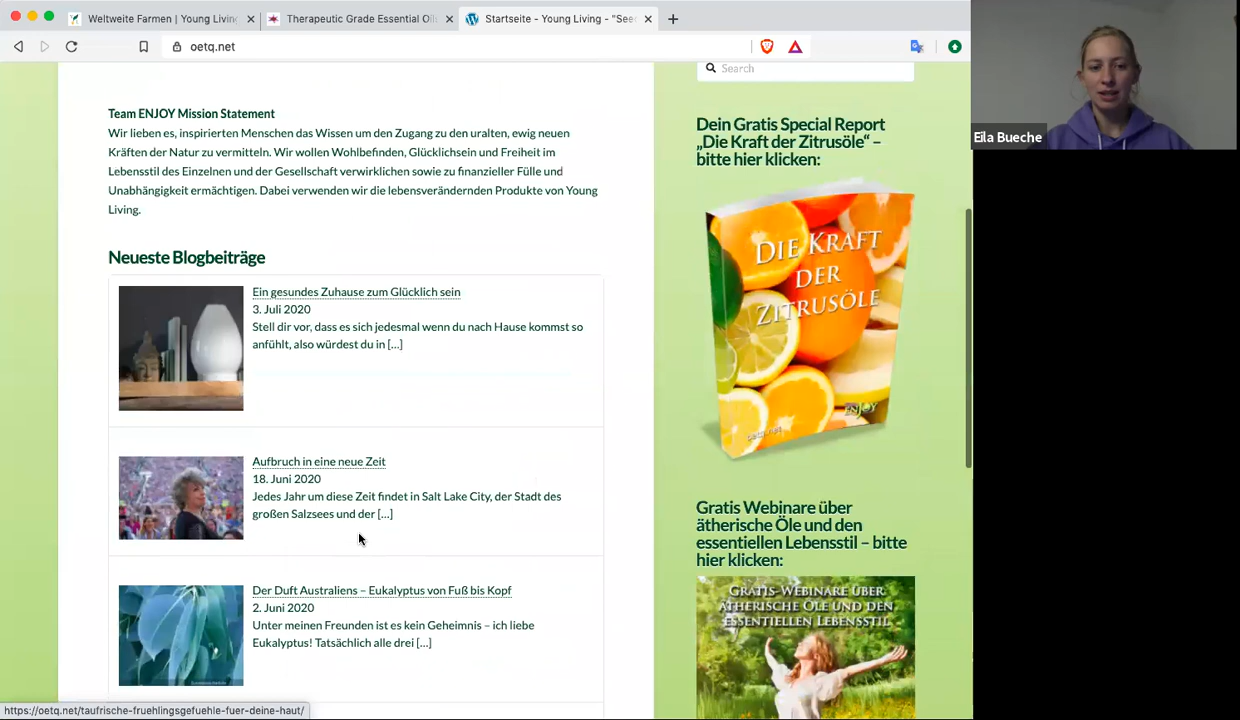 Weltweite Farmen | Young Living
Therapeutic Grade Essential Oil
Startseite - Young Living - "See
oetq.net
Search
Eila Bueche
Team ENJOY Mission Statement
Wir lieben es, inspirierten Menschen das Wissen um den Zugang zu den uralten, ewig neuen
Kräften der Natur zu vermitteln. Wir wollen Wohlbefinden, Glücklichsein und Freiheit im
Lebensstil des Einzelnen und der Gesellschaft verwirklichen sowie zu finanzieller Fülle und
Unabhängigkeit ermächtigen. Dabei verwenden wir die lebensverändernden Produkte von Young
Living.
Neueste Blogbeiträge
Ein gesundes Zuhause zum Glücklich sein
3. Juli 2020
Stell dir vor, dass es sich jedesmal wenn du nach Hause kommst so
anfühlt, also würdest du in [...]
Aufbruch in eine neue Zeit
18. Juni 2020
Jedes Jahr um diese Zeit findet in Salt Lake City, der Stadt des
großen Salzsees und der [...]
Der Duft Australiens – Eukalyptus von Fuß bis Kopf
2. Juni 2020
Unter meinen Freunden ist es kein Geheimnis – ich liebe
Eukalyptus! Tatsächlich alle drei [...]
Dein Gratis Special Report
„Die Kraft der Zitrusöle“ –
bitte hier klicken:
DIE KRAFT
DER
ZITRUSÖLE
ENJOY
oetq.net
Gratis Webinare über
ätherische Öle und den
essentiellen Lebensstil – bitte
hier klicken:
GRATIS-WEBINARE ÜBER
ÄTHERISCHE ÖLE UND DEN
ESSENTIELLEN LEBENSSTIL
https://oetq.net/taufrische-fruehlingsgefuehle-fuer-deine-haut/